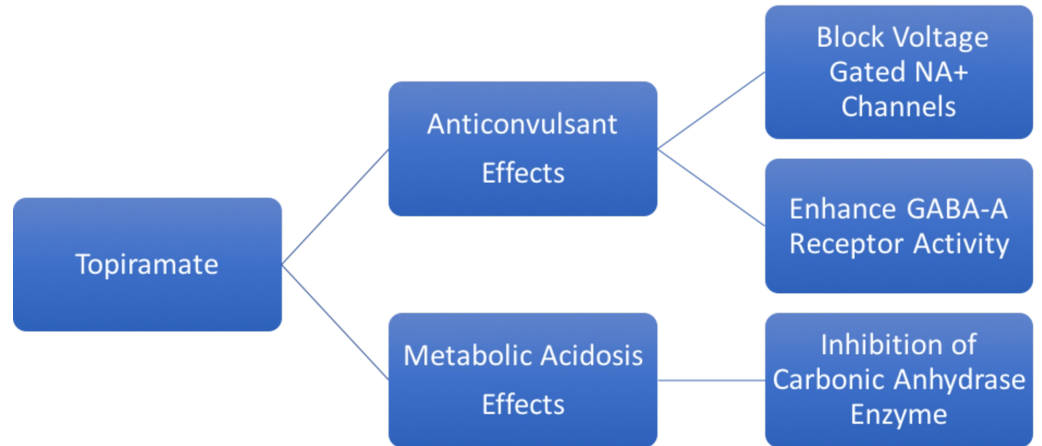 Topiramate
Anticonvulsant
Effects
Metabolic Acidosis
Effects
Block Voltage
Gated NA+
Channels
Enhance GABA-A
Receptor Activity
Inhibition of
Carbonic Anhydrase
Enzyme